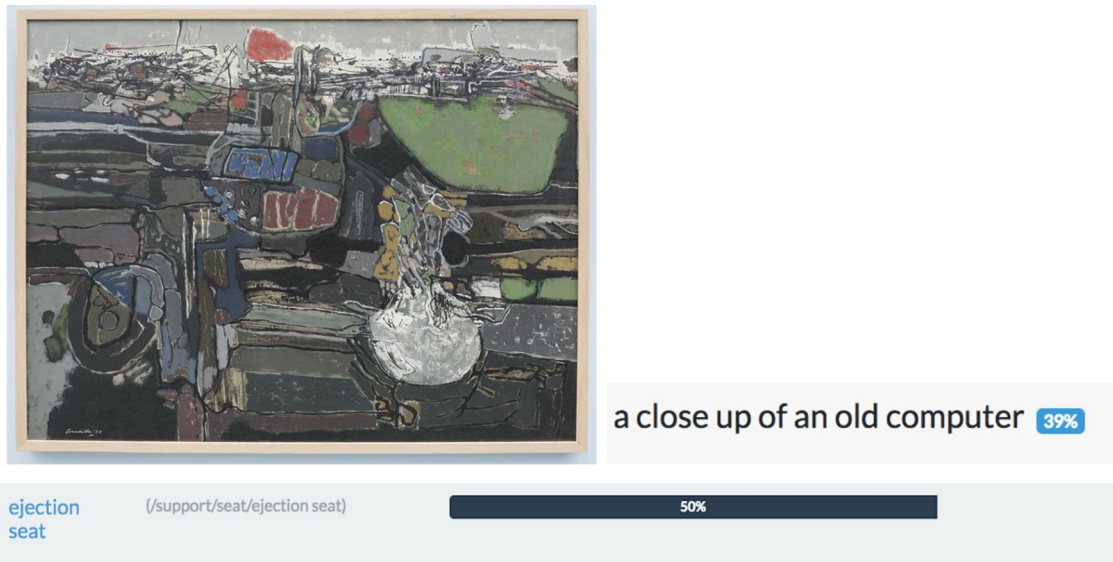 a close up of an old computer 39%
ejection (/support/seat/ejection seat) 50%
seat